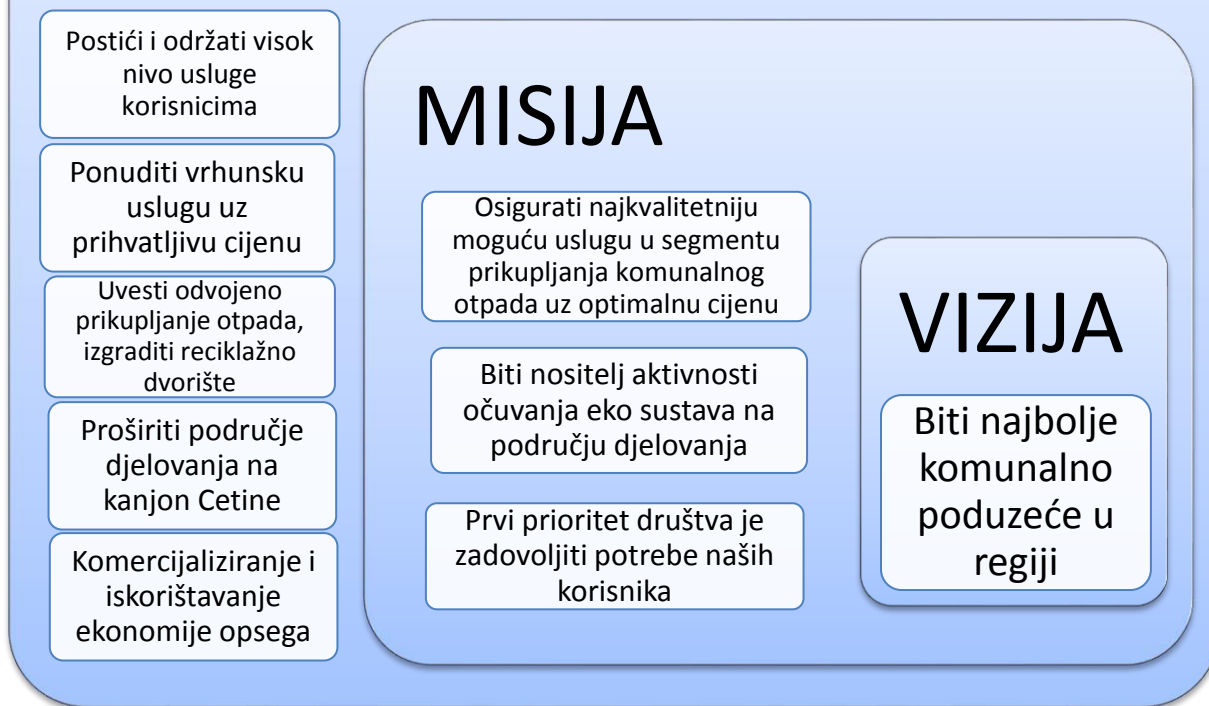 Postići i održati visok
nivo usluge
korisnicima
Ponuditi vrhunsku
uslugu uz
prihvatljivu cijenu
Uvesti odvojeno
prikupljanje otpada,
izgraditi reciklažno
dvorište
Proširiti područje
djelovanja na
kanjon Cetine
Komercijaliziranje i
iskorištavanje
ekonomije opsega
MISIJA
Osigurati najkvalitetniju
moguću uslugu u segmentu
prikupljanja komunalnog
otpada uz optimalnu cijenu
Biti nositelj aktivnosti
očuvanja eko sustava na
području djelovanja
Prvi prioritet društva je
zadovoljiti potrebe naših
korisnika
VIZIJA
Biti najbolje
komunalno
poduzeće u
regiji